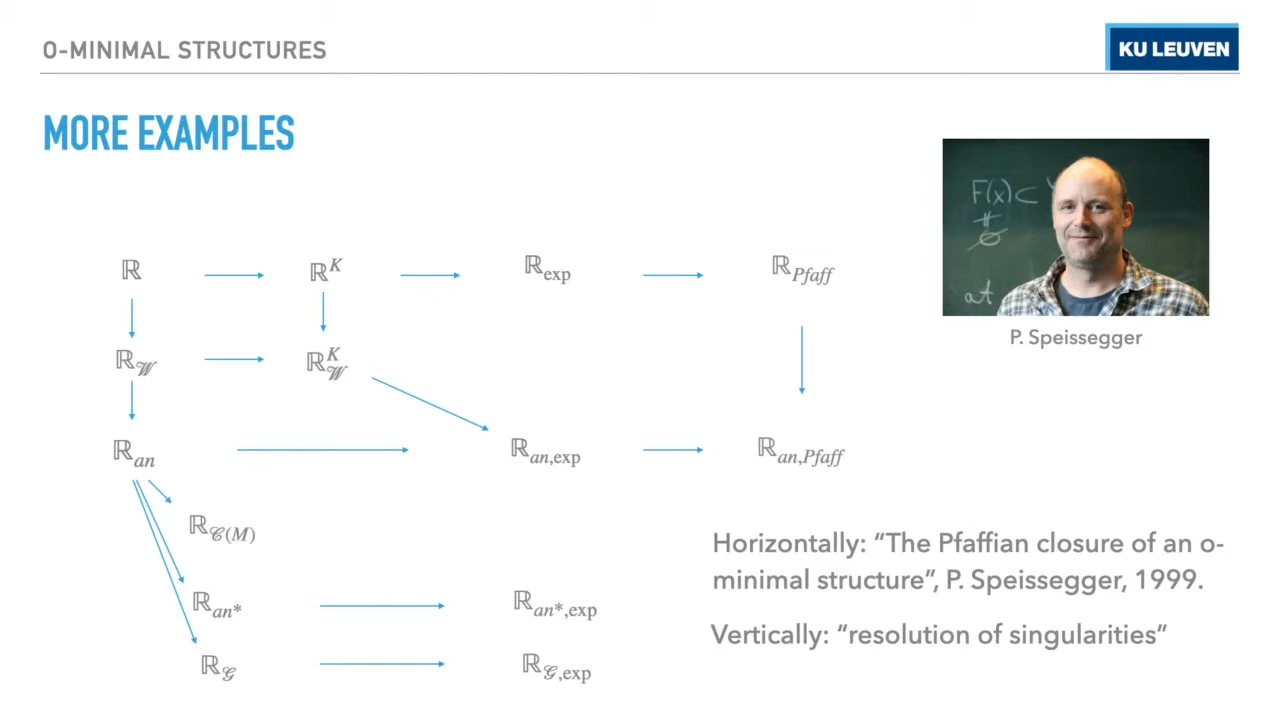 O-MINIMAL STRUCTURES
KU LEUVEN
MORE EXAMPLES
F(x) ⊂
at
P. Speissegger
ℝ ℝ^K ℝ_exp ℝ_Pfaff
ℝ_𝒲 ℝ^K_𝒲
ℝ_an ℝ_an,exp ℝ_an,Pfaff
ℝ_𝒞(M)
ℝ_an* ℝ_an*,exp
ℝ_𝒢 ℝ_𝒢,exp
Horizontally: “The Pfaffian closure of an o-
minimal structure”, P. Speissegger, 1999.
Vertically: “resolution of singularities”